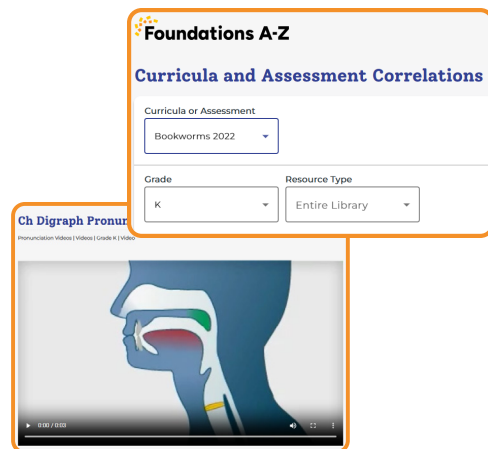 Foundations A-Z
Curricula and Assessment Correlations
Curricula or Assessment
Bookworms 2022
Grade
Resource Type
K
Entire Library
Ch Digraph
Pronunciation Videos | Videos | Grade K | Video
0:00 / 0:03